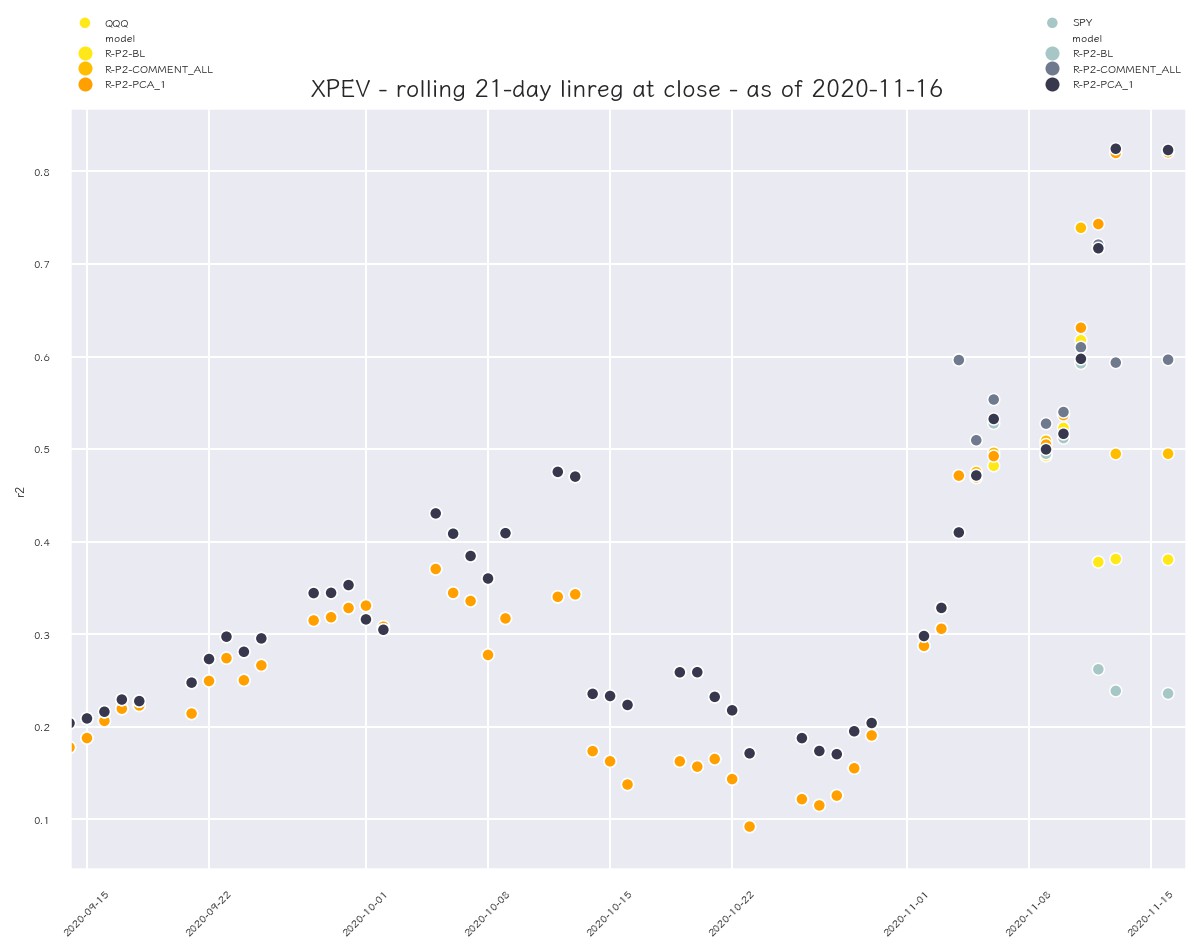 QQQ
model
R-P2-BL
R-P2-COMMENT_ALL
R-P2-PCA_1
SPY
model
R-P2-BL
R-P2-COMMENT_ALL
R-P2-PCA_1
XPEV - rolling 21-day linreg at close - as of 2020-11-16
0.8
0.7
0.6
0.5
r2
0.4
0.3
0.2
0.1
2020-09-15
2020-09-22
2020-10-01
2020-10-08
2020-10-15
2020-10-22
2020-11-01
2020-11-08
2020-11-15